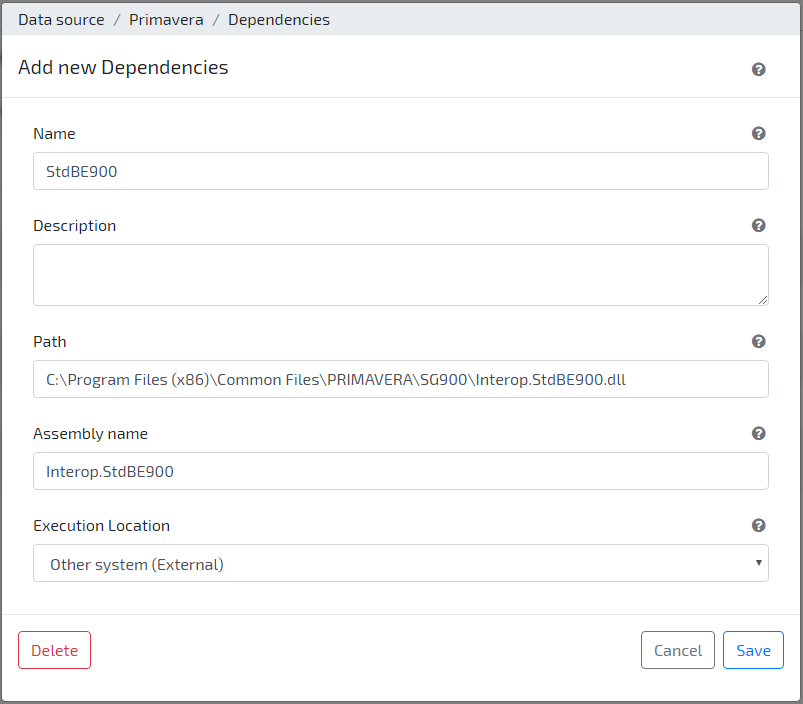 Data source / Primavera / Dependencies
Add new Dependencies
Name
StdBE900
Description
Path
C:\Program Files (x86)\Common Files\PRIMAVERA\SG900\Interop.StdBE900.dll
Assembly name
Interop.StdBE900
Execution Location
Other system (External)
Delete Cancel Save